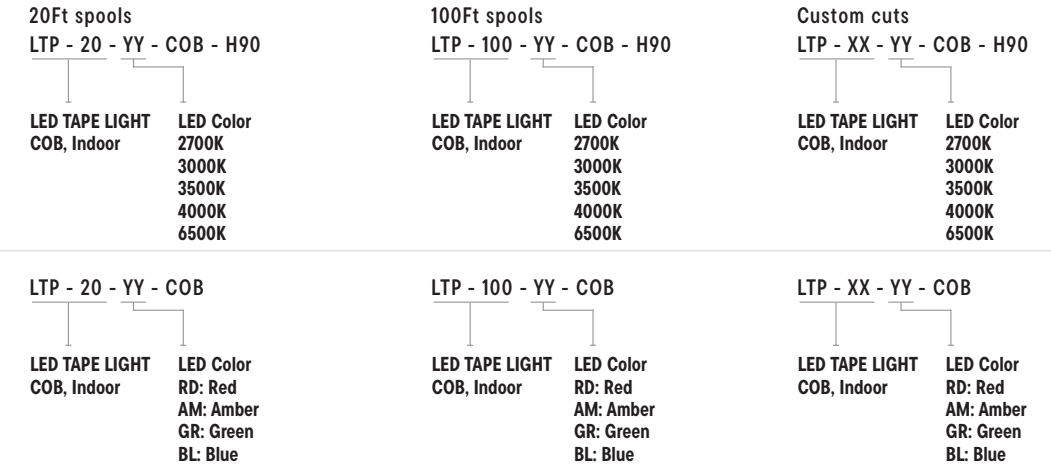 20Ft spools
LTP - 20 - YY - COB - H90
LED TAPE LIGHT
COB, Indoor
LED Color
2700K
3000K
3500K
4000K
6500K
100Ft spools
LTP - 100 - YY - COB - H90
LED TAPE LIGHT
COB, Indoor
LED Color
2700K
3000K
3500K
4000K
6500K
Custom cuts
LTP - XX - YY - COB - H90
LED TAPE LIGHT
COB, Indoor
LED Color
2700K
3000K
3500K
4000K
6500K
LTP - 20 - YY - COB
LED TAPE LIGHT
COB, Indoor
LED Color
RD: Red
AM: Amber
GR: Green
BL: Blue
LTP - 100 - YY - COB
LED TAPE LIGHT
COB, Indoor
LED Color
RD: Red
AM: Amber
GR: Green
BL: Blue
LTP - XX - YY - COB
LED TAPE LIGHT
COB, Indoor
LED Color
RD: Red
AM: Amber
GR: Green
BL: Blue